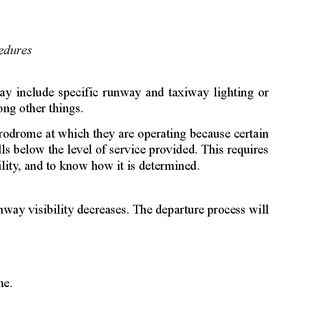 edures
ay include specific runway and taxiway lighting or
ong other things.
rodrome at which they are operating because certain
lls below the level of service provided. This requires
ility, and to know how it is determined.
nway visibility decreases. The departure process will
ne.